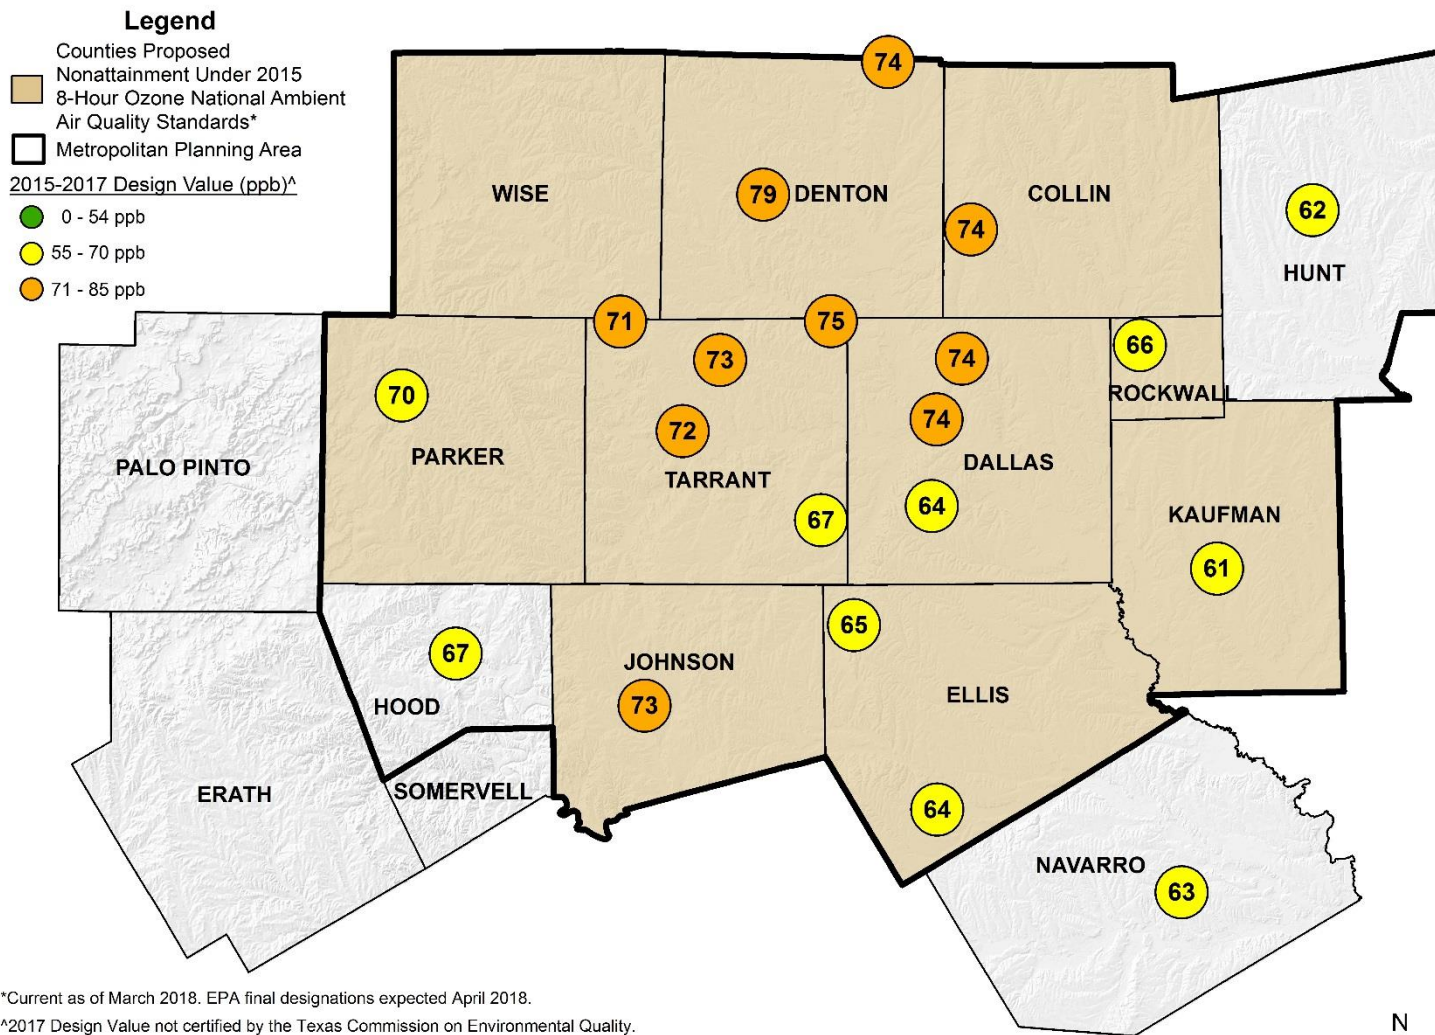 Legend
Counties Proposed
Nonattainment Under 2015
8-Hour Ozone National Ambient
Air Quality Standards*
Metropolitan Planning Area
2015-2017 Design Value (ppb)^
0 - 54 ppb
55 - 70 ppb
71 - 85 ppb
74
WISE
79
DENTON
COLLIN
74
62
HUNT
71
75
73
74
66
ROCKWALL
70
72
74
PARKER
TARRANT
DALLAS
PALO PINTO
67
64
KAUFMAN
61
67
HOOD
JOHNSON
73
65
ELLIS
ERATH
SOMERVELL
64
NAVARRO
63
*Current as of March 2018. EPA final designations expected April 2018.
^2017 Design Value not certified by the Texas Commission on Environmental Quality.
N